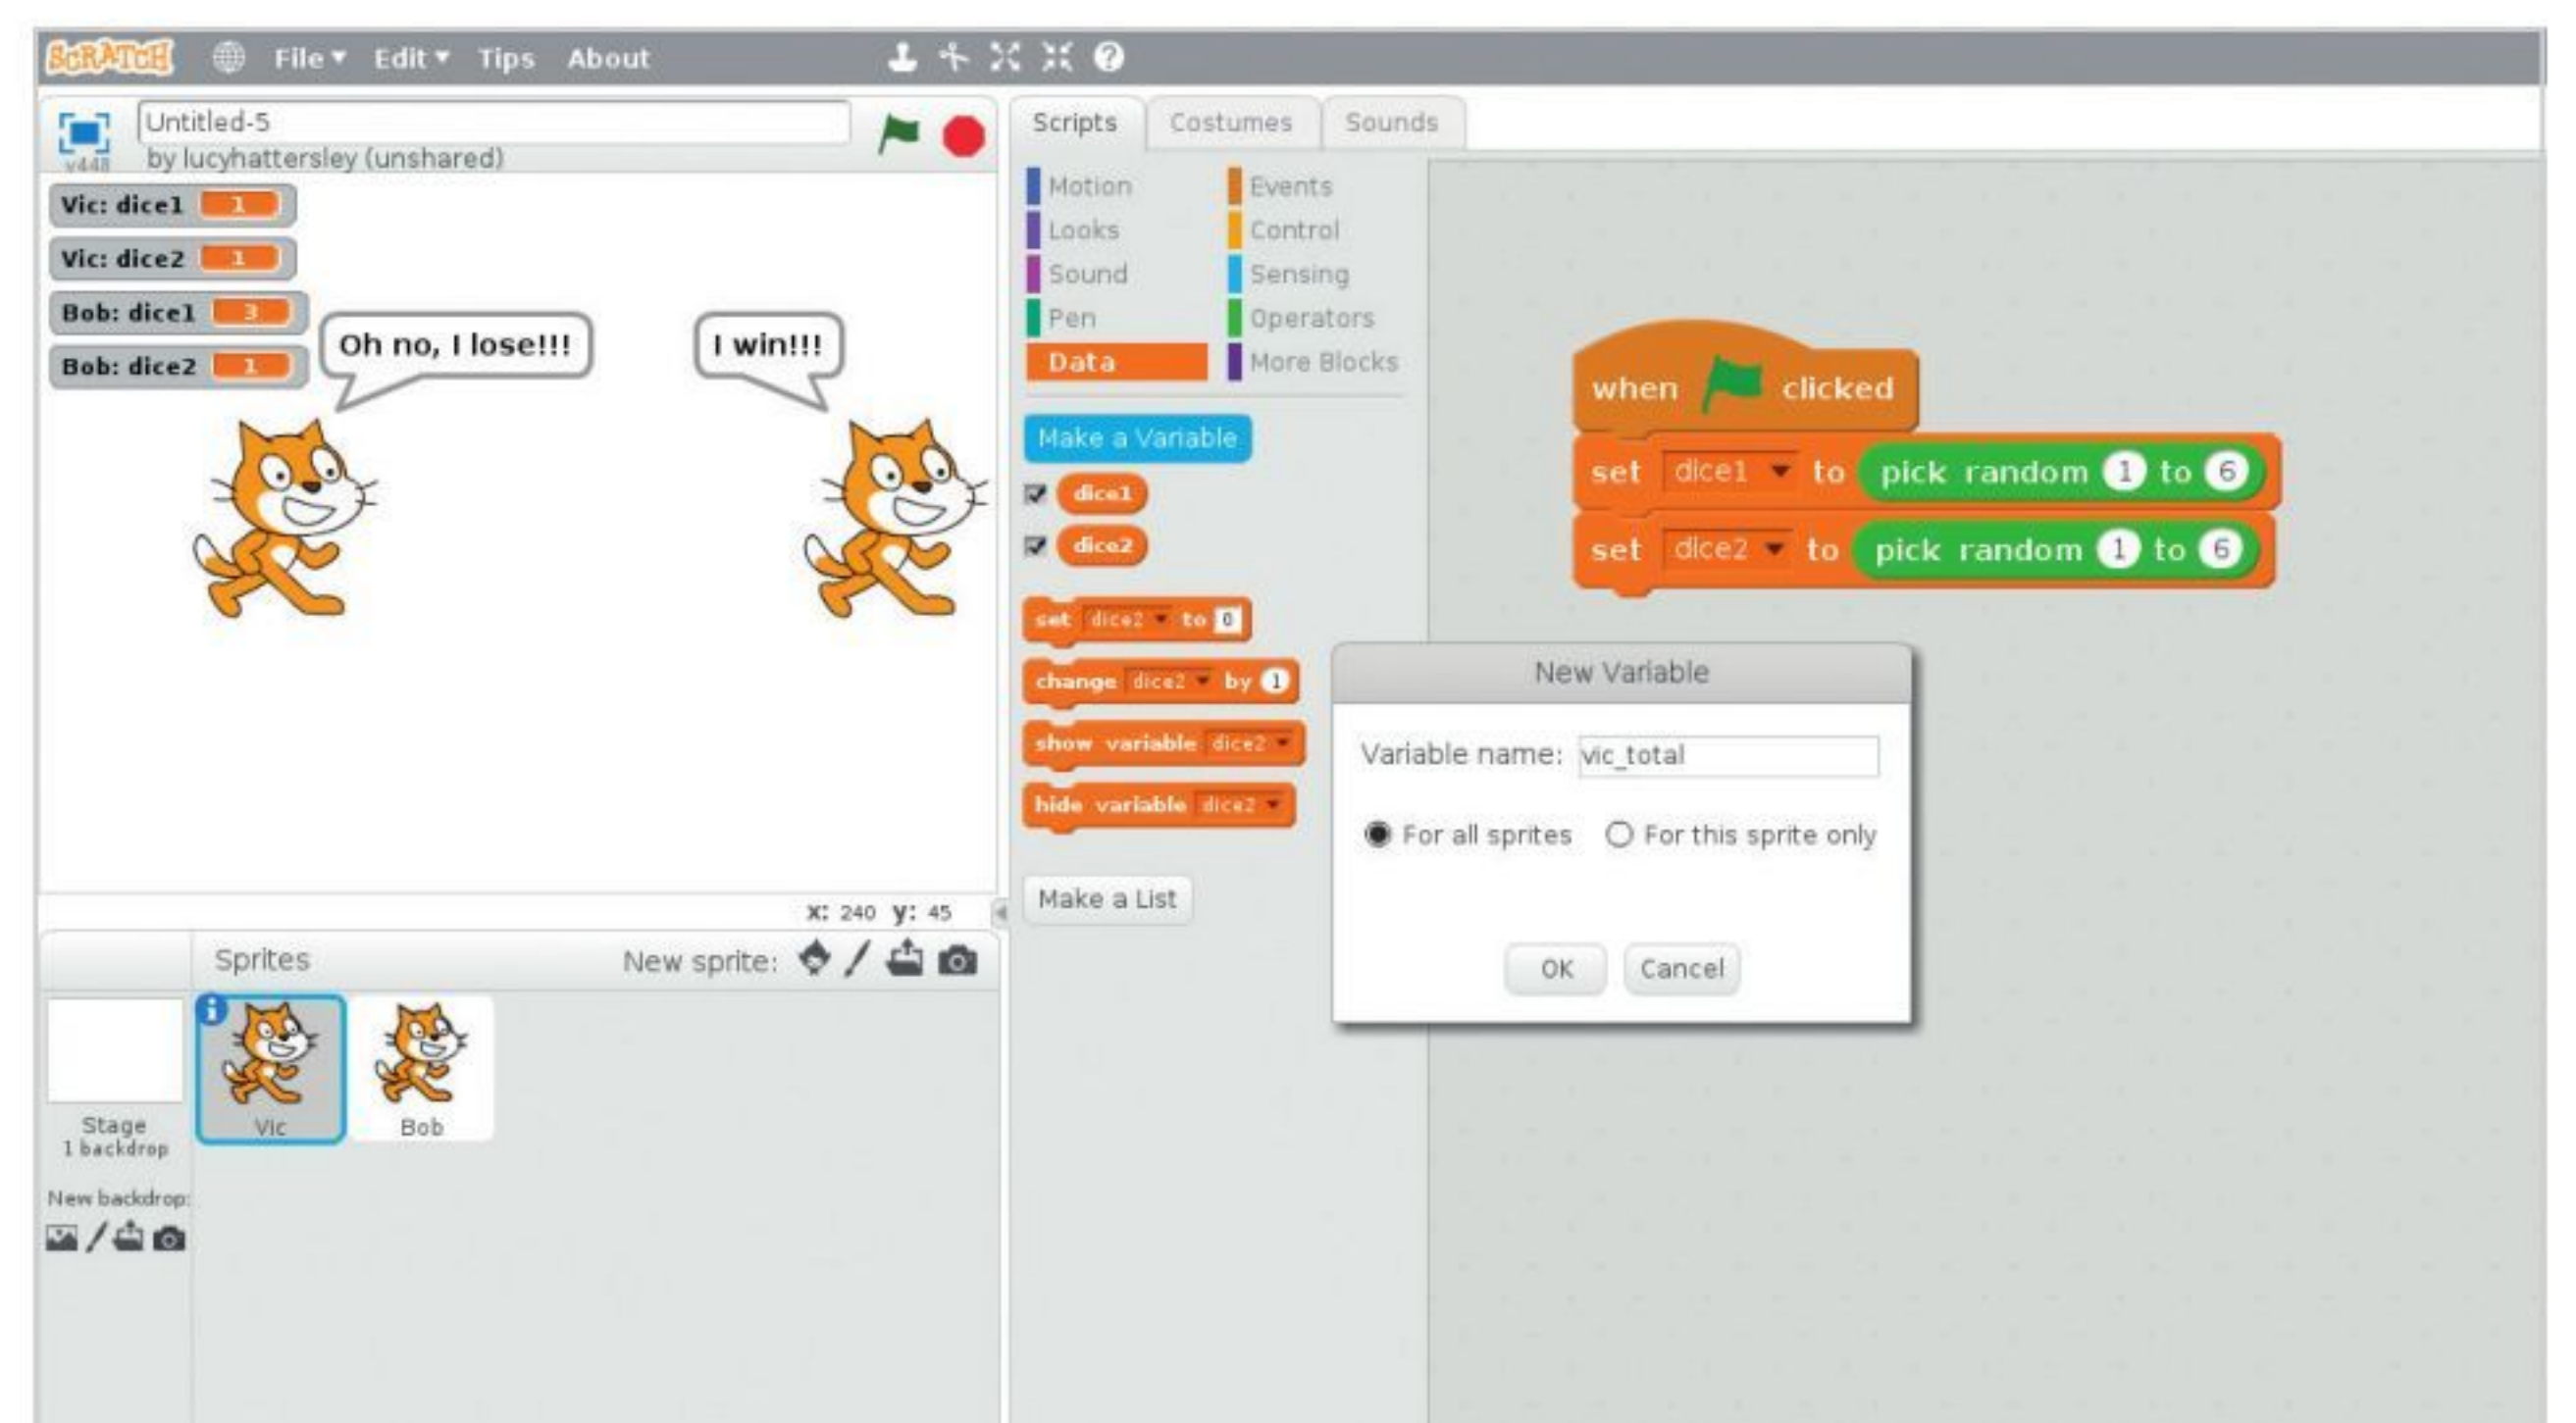 SCRATCH File Edit Tips About
Untitled-5
by lucyhattersley (unshared)
v448
Vic: dice1 1
Vic: dice2 1
Bob: dice1 3
Bob: dice2 1
Oh no, I lose!!!
I win!!!
x: 240 y: 45
Sprites New sprite:
Stage
1 backdrop
Vic
Bob
New backdrop:
Scripts Costumes Sounds
Motion Events
Looks Control
Sound Sensing
Pen Operators
Data More Blocks
Make a Variable
dice1
dice2
set dice2 to 0
change dice2 by 1
show variable dice2
hide variable dice2
Make a List
when clicked
set dice1 to pick random 1 to 6
set dice2 to pick random 1 to 6
New Variable
Variable name: vic_total
For all sprites For this sprite only
OK Cancel